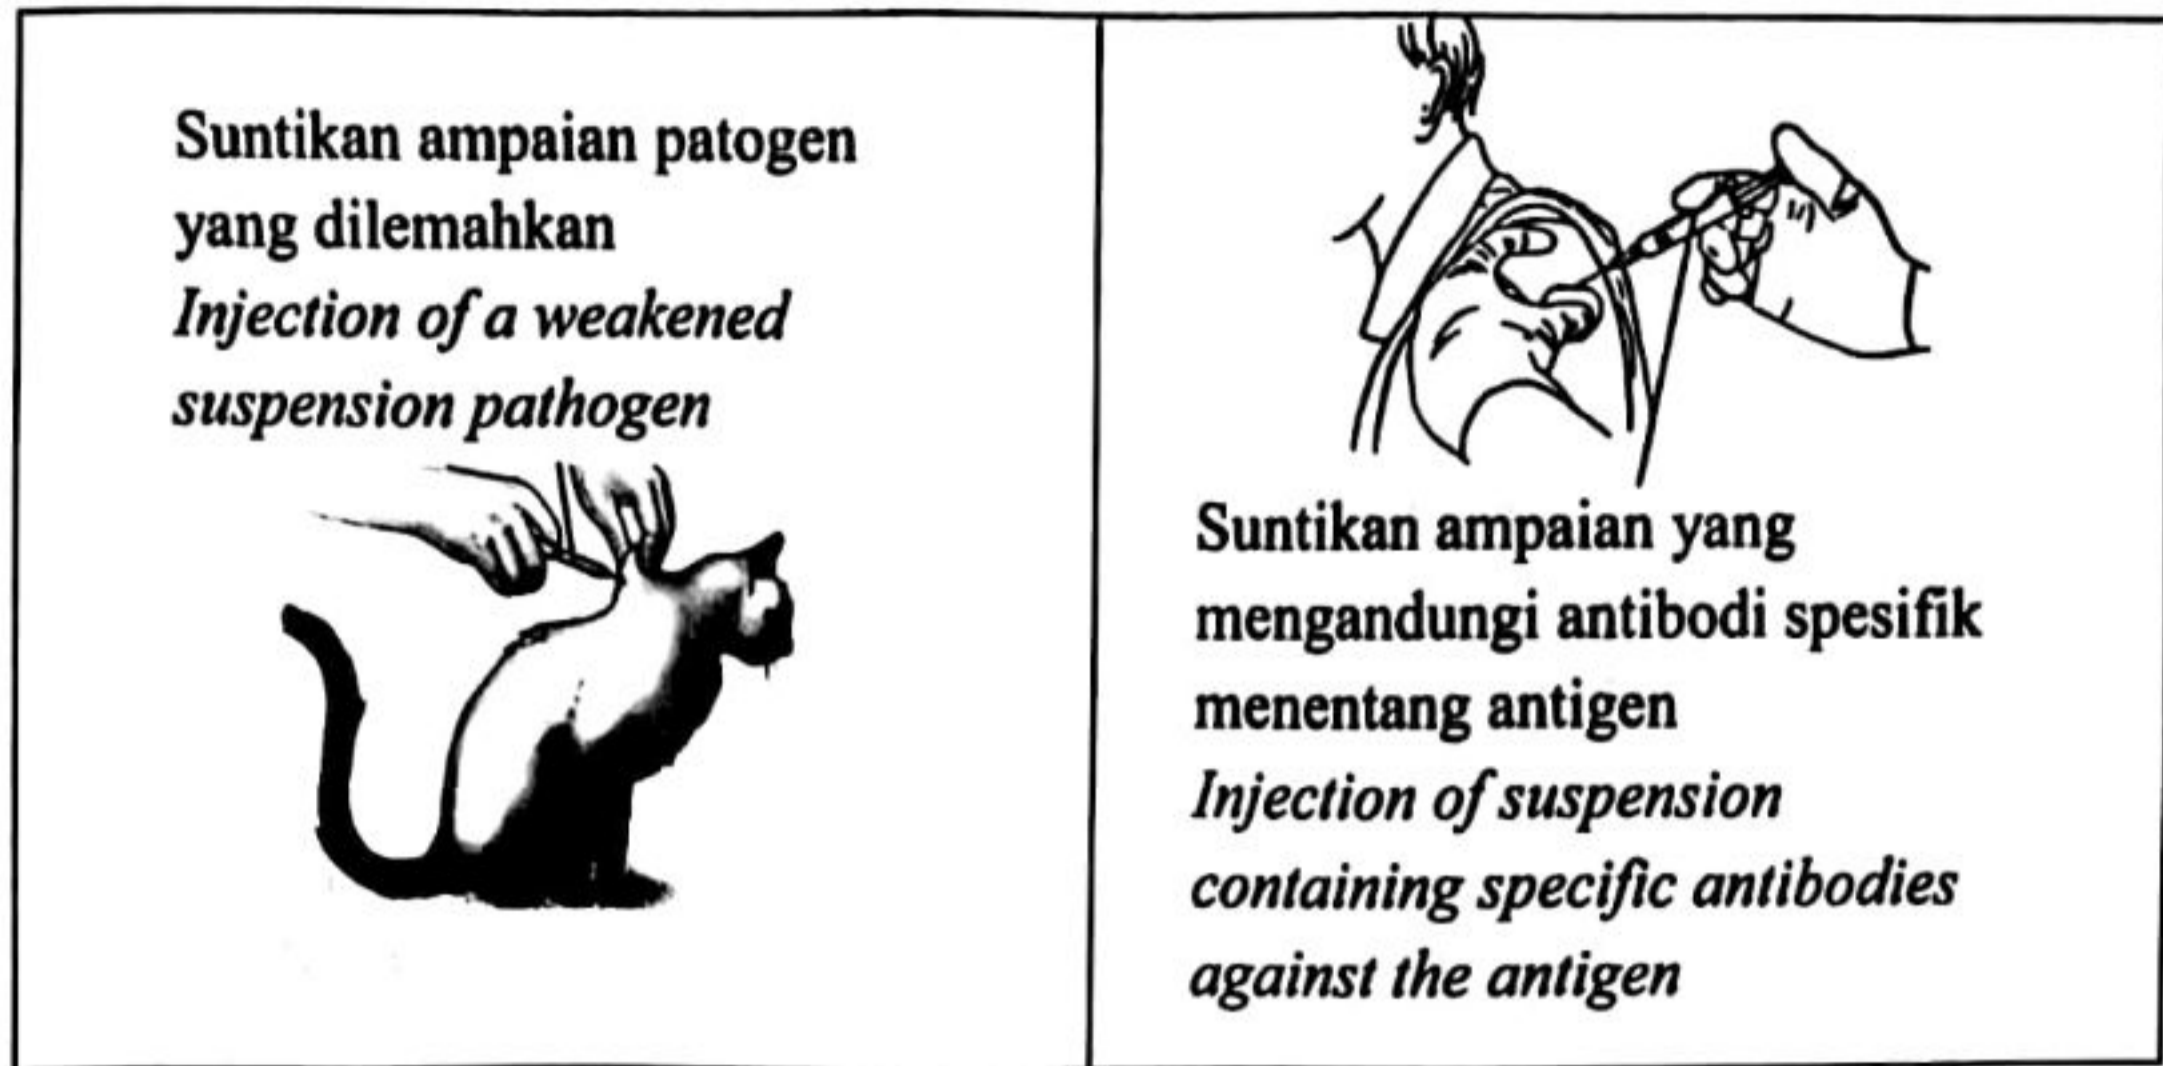 Suntikan ampaian patogen
yang dilemahkan
Injection of a weakened
suspension pathogen
Suntikan ampaian yang
mengandungi antibodi spesifik
menentang antigen
Injection of suspension
containing specific antibodies
against the antigen